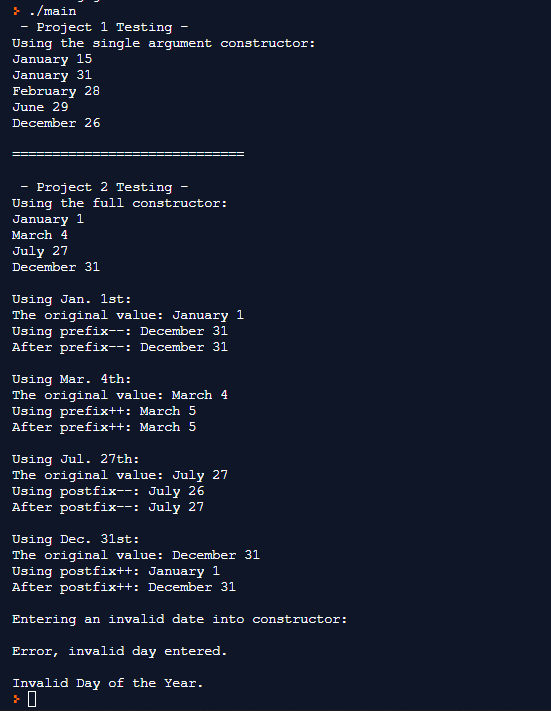 > ./main
 - Project 1 Testing -
Using the single argument constructor:
January 15
January 31
February 28
June 29
December 26
=============================
 - Project 2 Testing -
Using the full constructor:
January 1
March 4
July 27
December 31
Using Jan. 1st:
The original value: January 1
Using prefix--: December 31
After prefix--: December 31
Using Mar. 4th:
The original value: March 4
Using prefix++: March 5
After prefix++: March 5
Using Jul. 27th:
The original value: July 27
Using postfix--: July 26
After postfix--: July 27
Using Dec. 31st:
The original value: December 31
Using postfix++: January 1
After postfix++: December 31
Entering an invalid date into constructor:
Error, invalid day entered.
Invalid Day of the Year.
>